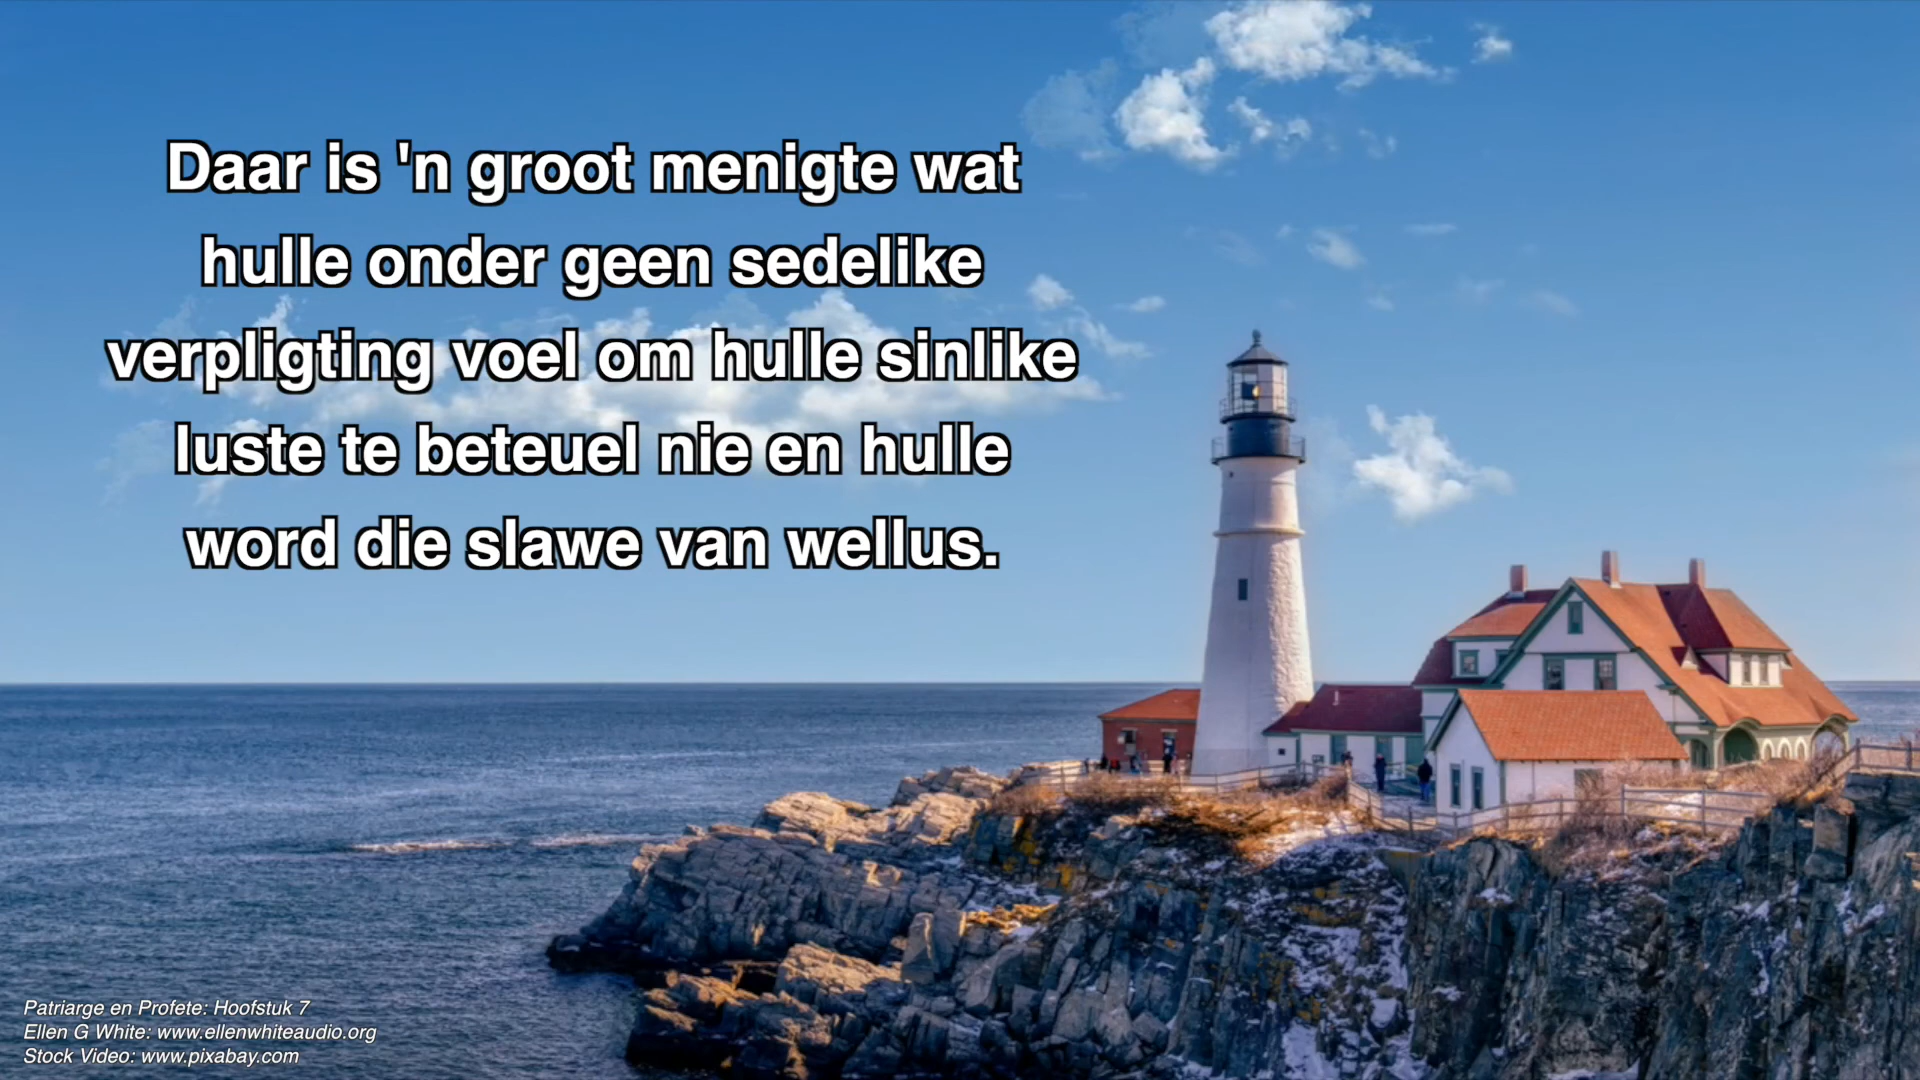 Daar is 'n groot menigte wat
hulle onder geen sedelike
verpligting voel om hulle sinlike
luste te beteuel nie en hulle
word die slawe van wellus.
Patriarge en Profete: Hoofstuk 7
Ellen G White: www.ellenwhiteaudio.org
Stock Video: www.pixabay.com